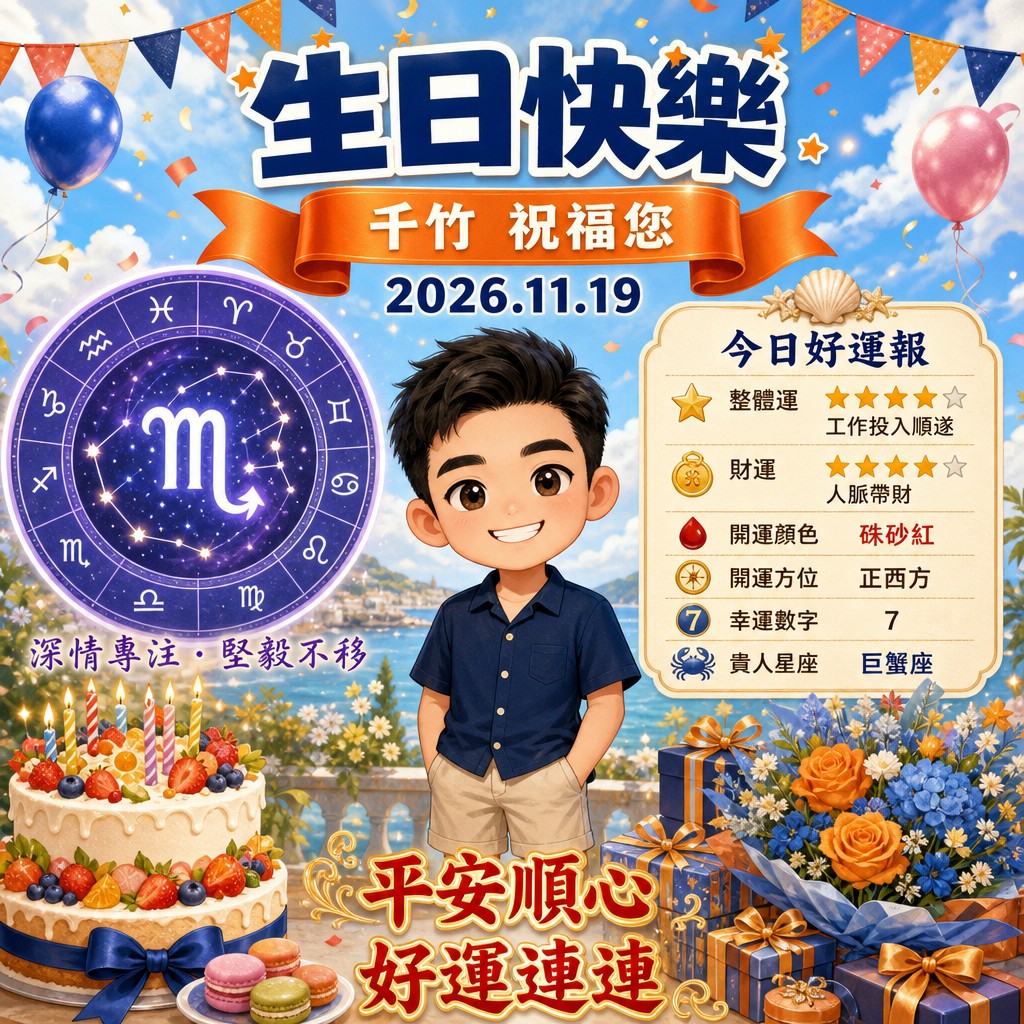 生日快樂
千竹 祝福您
2026.11.19
深情專注·堅毅不移
今日好運報
整體運
工作投入順遂
財運
人脈帶財
開運顏色 硃砂紅
開運方位 正西方
7 幸運數字 7
貴人星座 巨蟹座
平安順心
好運連連